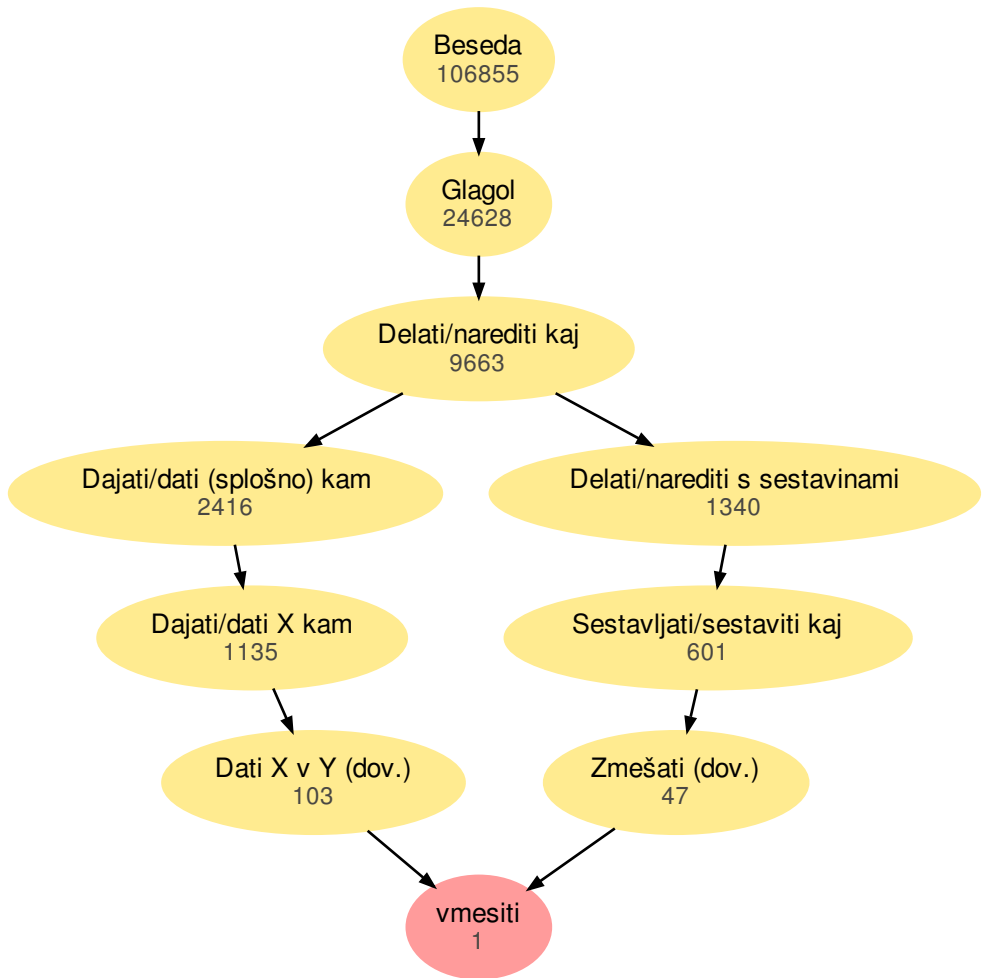 Beseda
106855
Glagol
24628
Delati/narediti kaj
9663
Dajati/dati (splošno) kam
2416
Delati/narediti s sestavinami
1340
Dajati/dati X kam
1135
Sestavljati/sestaviti kaj
601
Dati X v Y (dov.)
103
Zmešati (dov.)
47
vmesiti
1